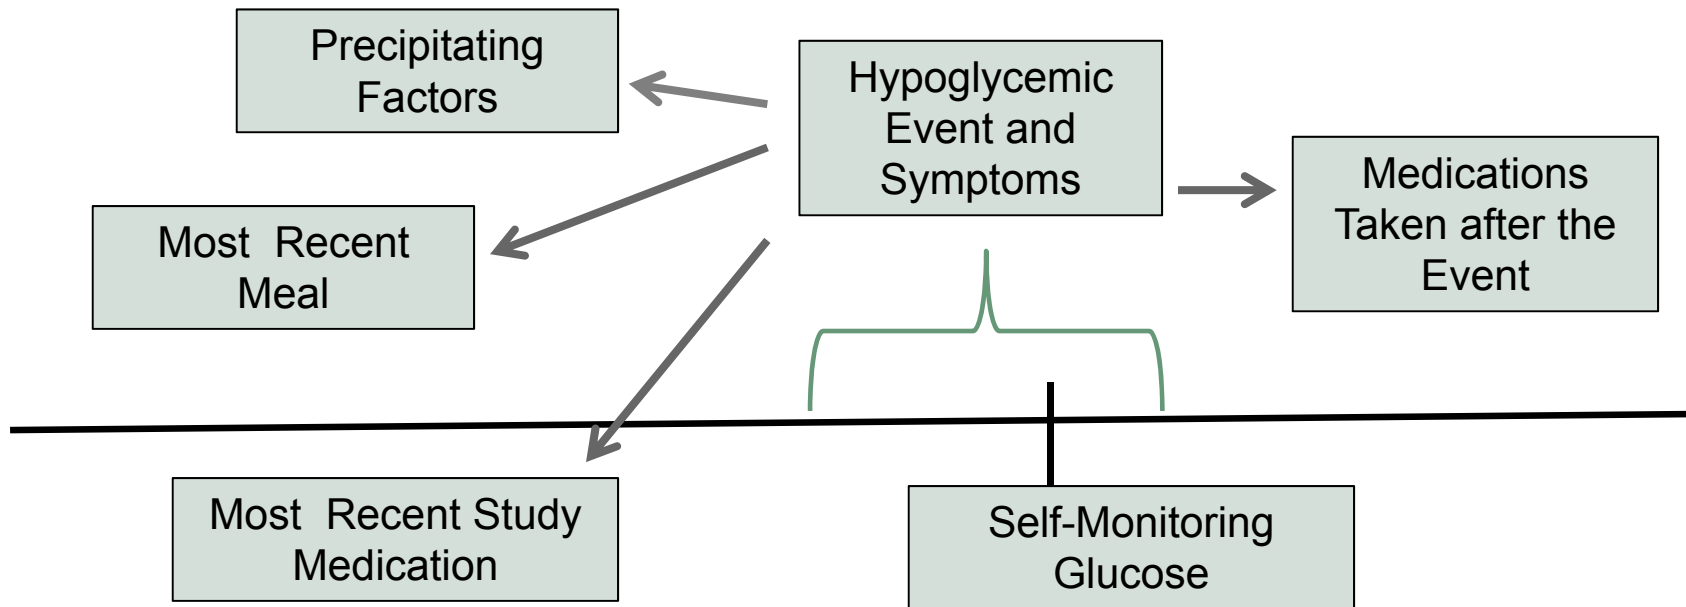 Precipitating
Factors
Hypoglycemic
Event and
Symptoms
Medications
Taken after the
Event
Most  Recent
Meal
Most  Recent Study
Medication
Self-Monitoring
Glucose